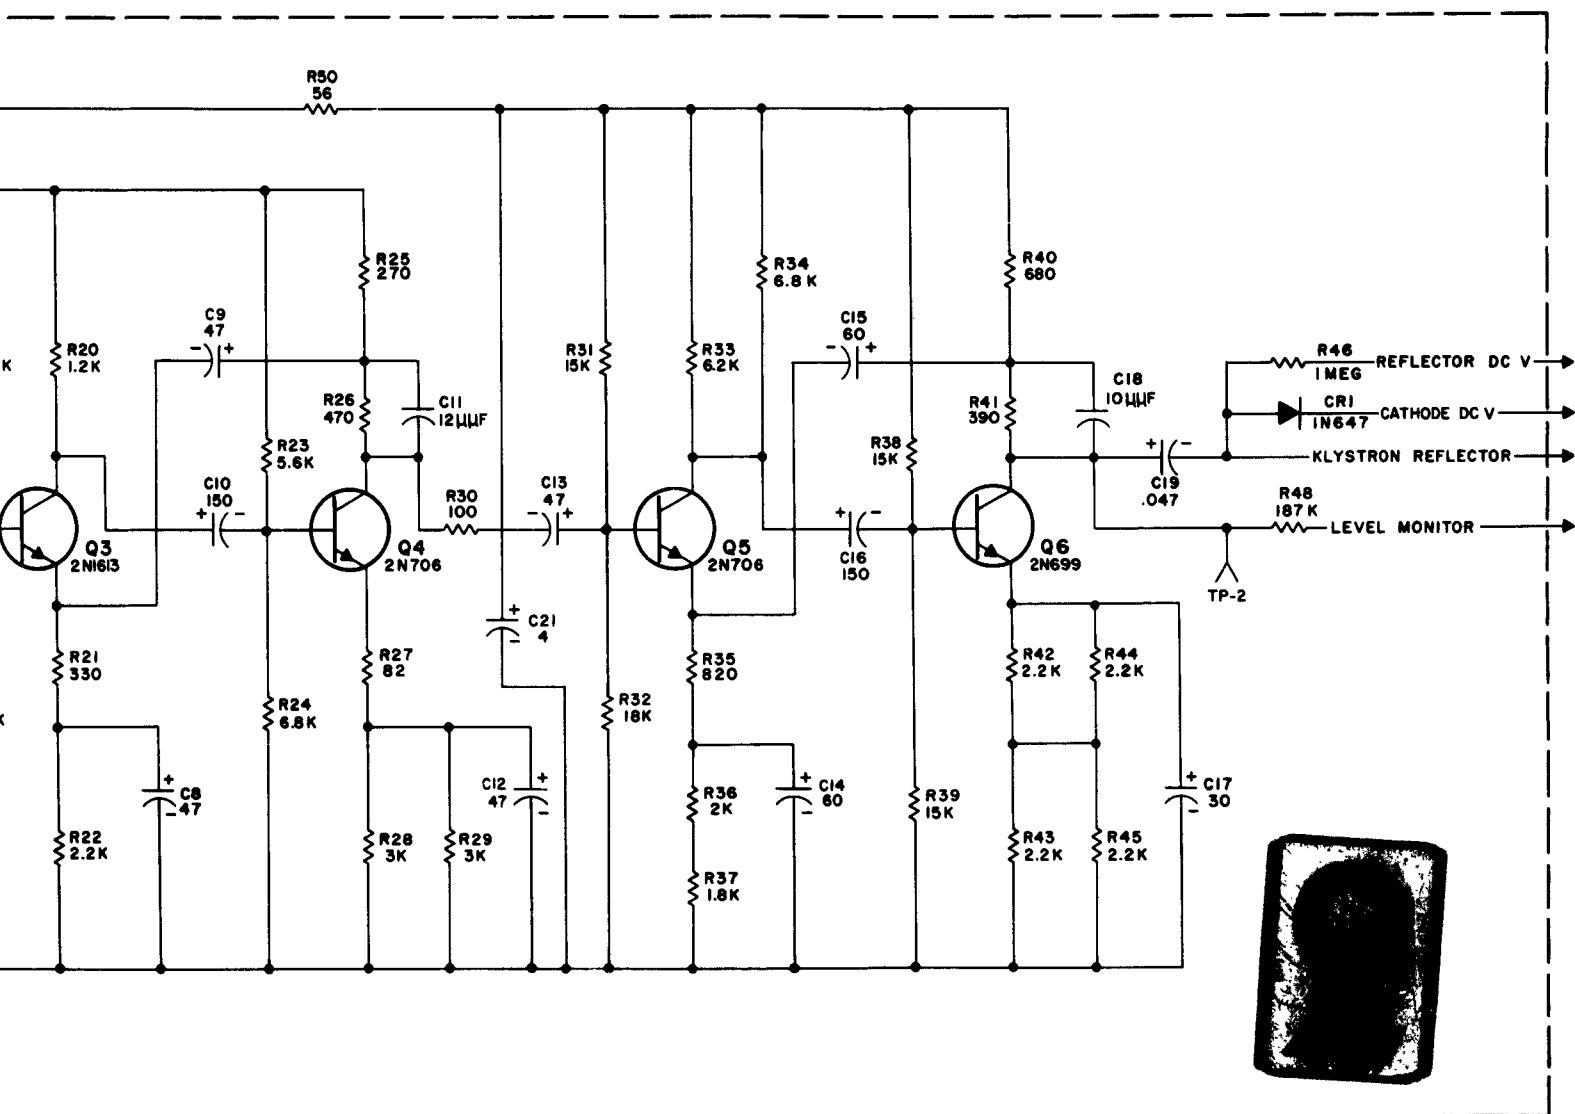 R50
56
R25
270
R34
6.8K
R40
680
C9
47
C15
60
K
R20
1.2K
R31
15K
R33
6.2K
R46
1MEG
REFLECTOR DC V
R26
470
C11
12µµF
R41
390
C18
10µµF
CR1
1N647
CATHODE DC V
R23
5.6K
R38
15K
KLYSTRON REFLECTOR
C10
150
R30
100
C13
47
C19
.047
R48
187K
LEVEL MONITOR
Q3
2N1613
Q4
2N706
Q5
2N706
C16
150
Q6
2N699
TP-2
C21
4
R21
330
R27
82
R35
820
R42
2.2K
R44
2.2K
R24
6.8K
R32
18K
K
C8
47
C12
47
R36
2K
C14
60
R39
15K
C17
30
R22
2.2K
R28
3K
R29
3K
R43
2.2K
R45
2.2K
R37
1.8K